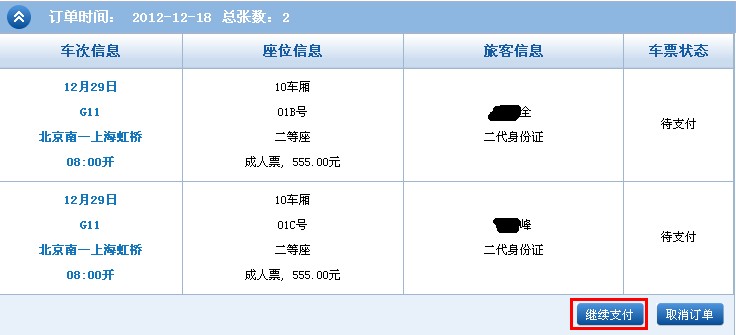 订单时间: 2012-12-18 总张数: 2
车次信息 座位信息 旅客信息 车票状态
12月29日 10车厢
G11 01B号 全
北京南—上海虹桥 二等座 二代身份证 待支付
08:00开 成人票, 555.00元
12月29日 10车厢
G11 01C号 峰
北京南—上海虹桥 二等座 二代身份证 待支付
08:00开 成人票, 555.00元
继续支付 取消订单